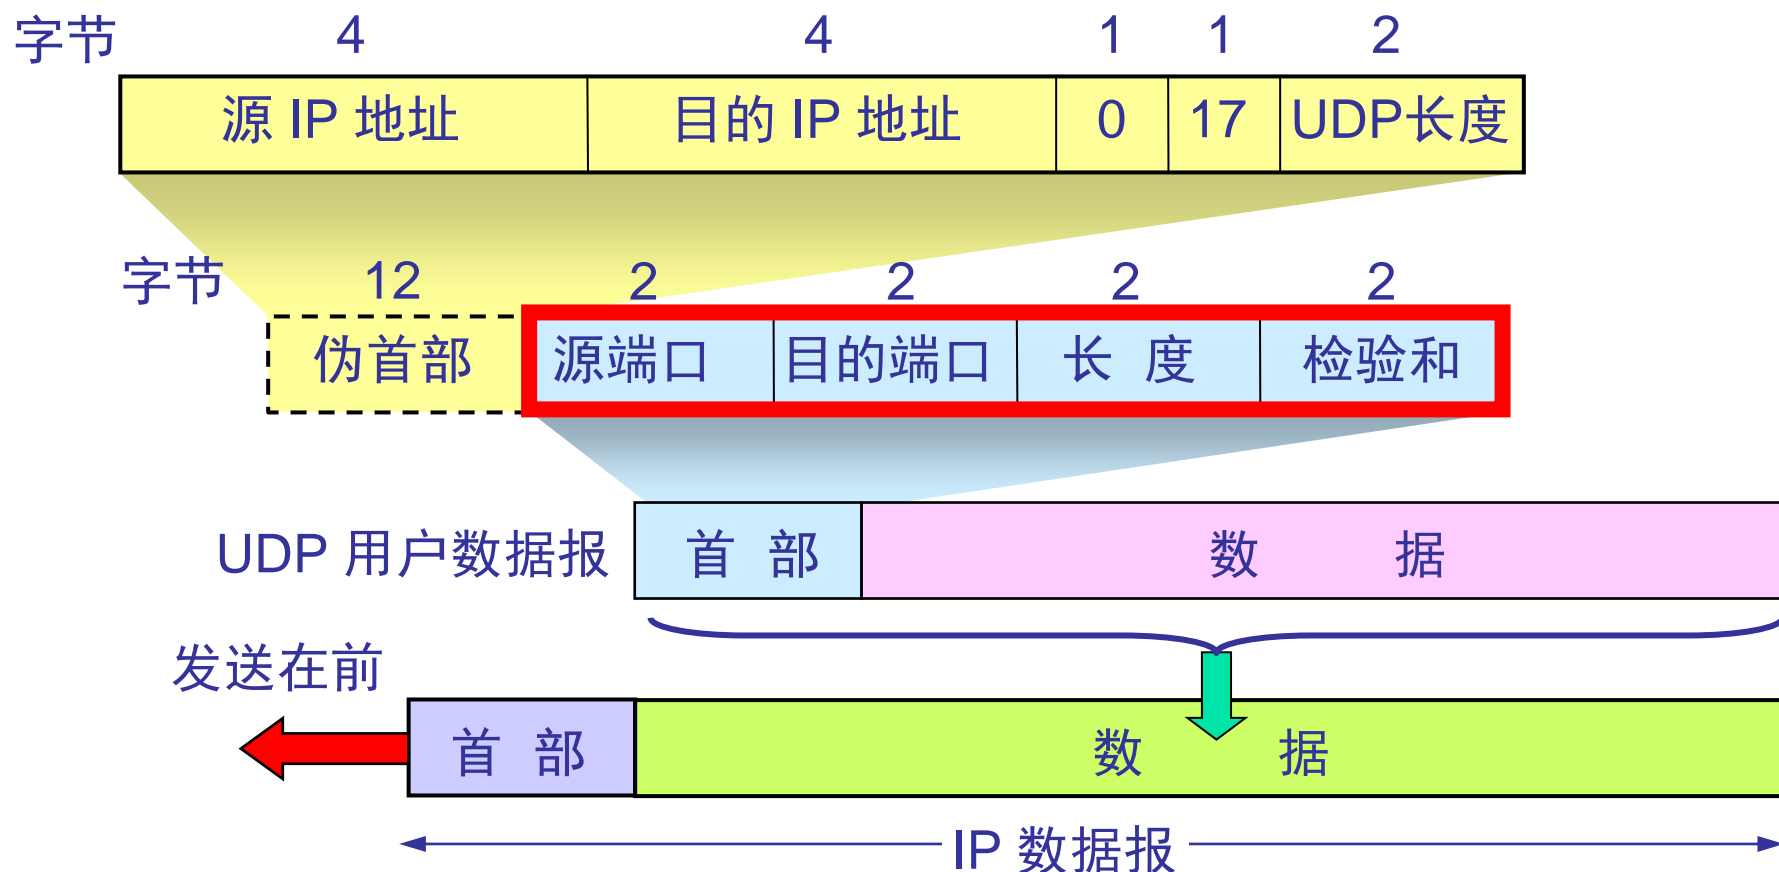 字节 4 4 1 1 2
源 IP 地址 目的 IP 地址 0 17 UDP长度
字节 12 2 2 2 2
伪首部 源端口 目的端口 长 度 检验和
UDP 用户数据报 首 部 数 据
发送在前
首 部 数 据
IP 数据报